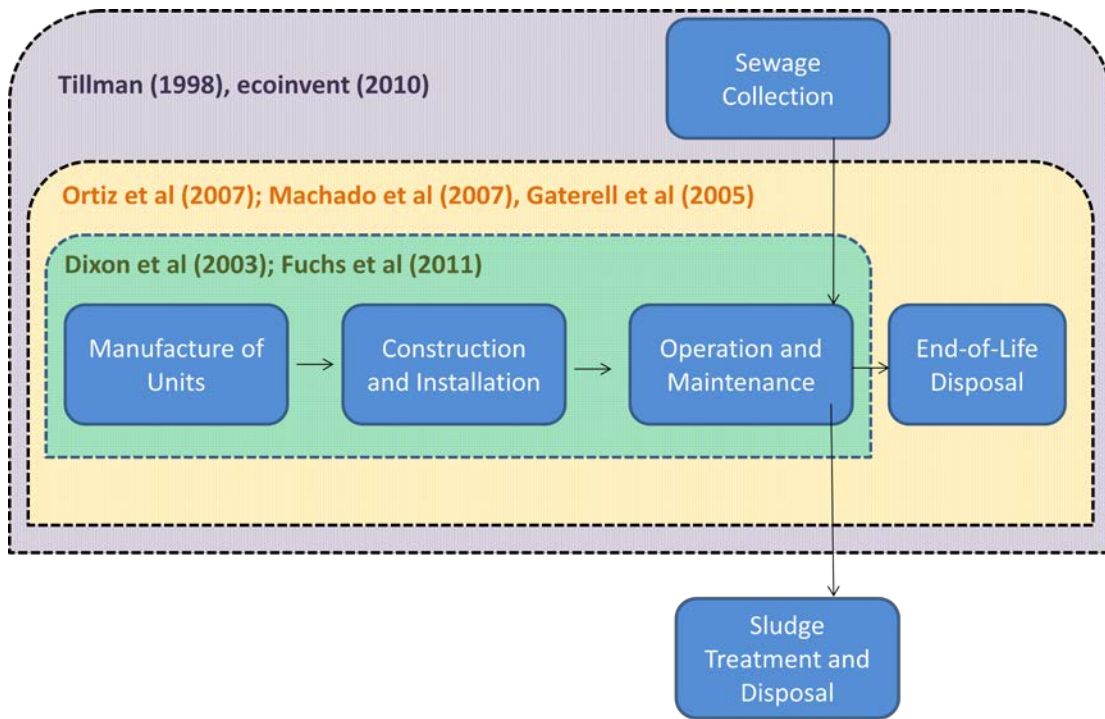 Sewage
Collection
Tillman (1998), ecoinvent (2010)
Ortiz et al (2007); Machado et al (2007), Gaterell et al (2005)
Dixon et al (2003); Fuchs et al (2011)
Manufacture of
Units
Construction
and Installation
Operation and
Maintenance
End-of-Life
Disposal
Sludge
Treatment and
Disposal